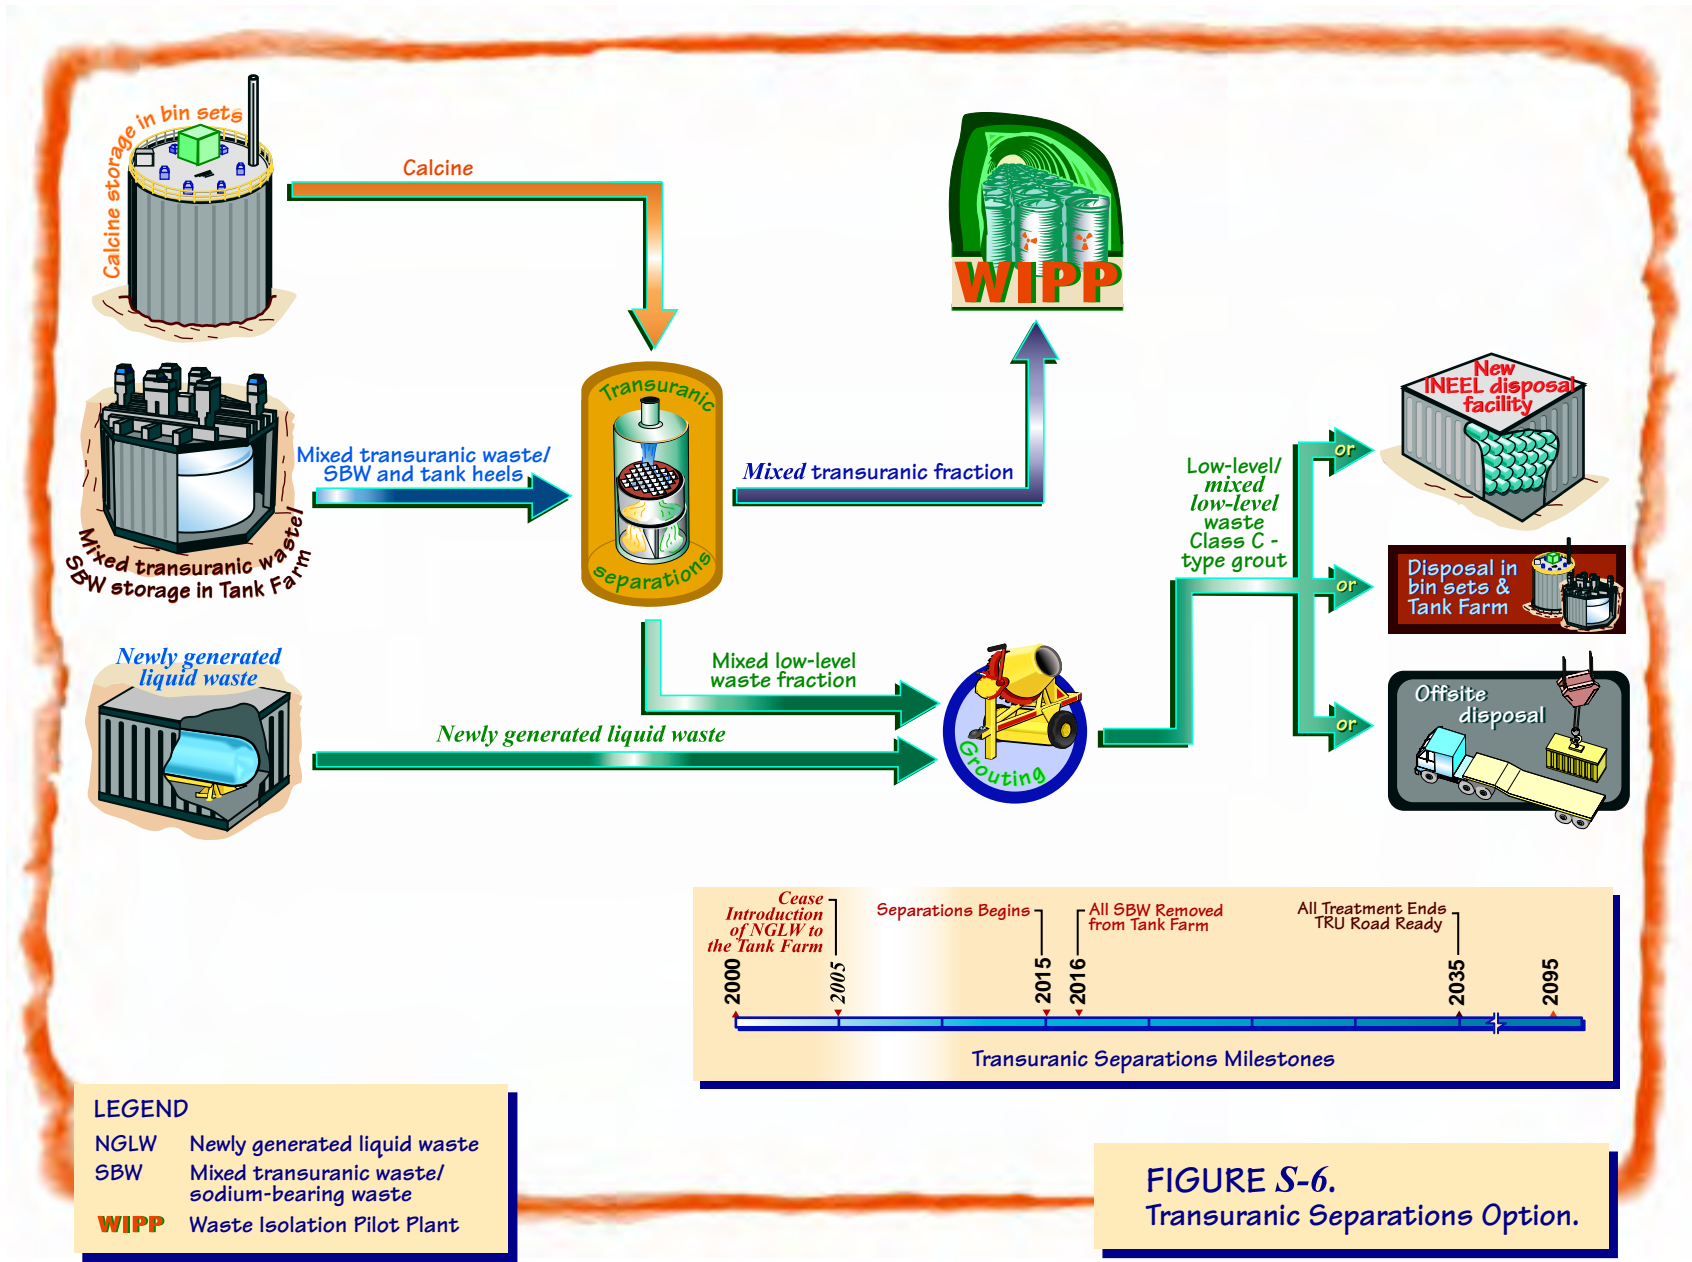 Calcine storage in bin sets
Calcine
WIPP
Mixed transuranic waste/
SBW storage in Tank Farm
Mixed transuranic waste/
SBW and tank heels
Transuranic
separations
Mixed transuranic fraction
Low-level/
mixed
low-level
waste
Class C -
type grout
or
or
or
New
INEEL disposal
facility
Disposal in
bin sets &
Tank Farm
Offsite
disposal
Newly generated
liquid waste
Mixed low-level
waste fraction
Newly generated liquid waste
Grouting
Cease
Introduction
of NGLW to
the Tank Farm
Separations Begins
All SBW Removed
from Tank Farm
All Treatment Ends
TRU Road Ready
2000
2005
2015
2016
2035
2095
Transuranic Separations Milestones
LEGEND
NGLW Newly generated liquid waste
SBW Mixed transuranic waste/
sodium-bearing waste
WIPP Waste Isolation Pilot Plant
FIGURE S-6.
Transuranic Separations Option.